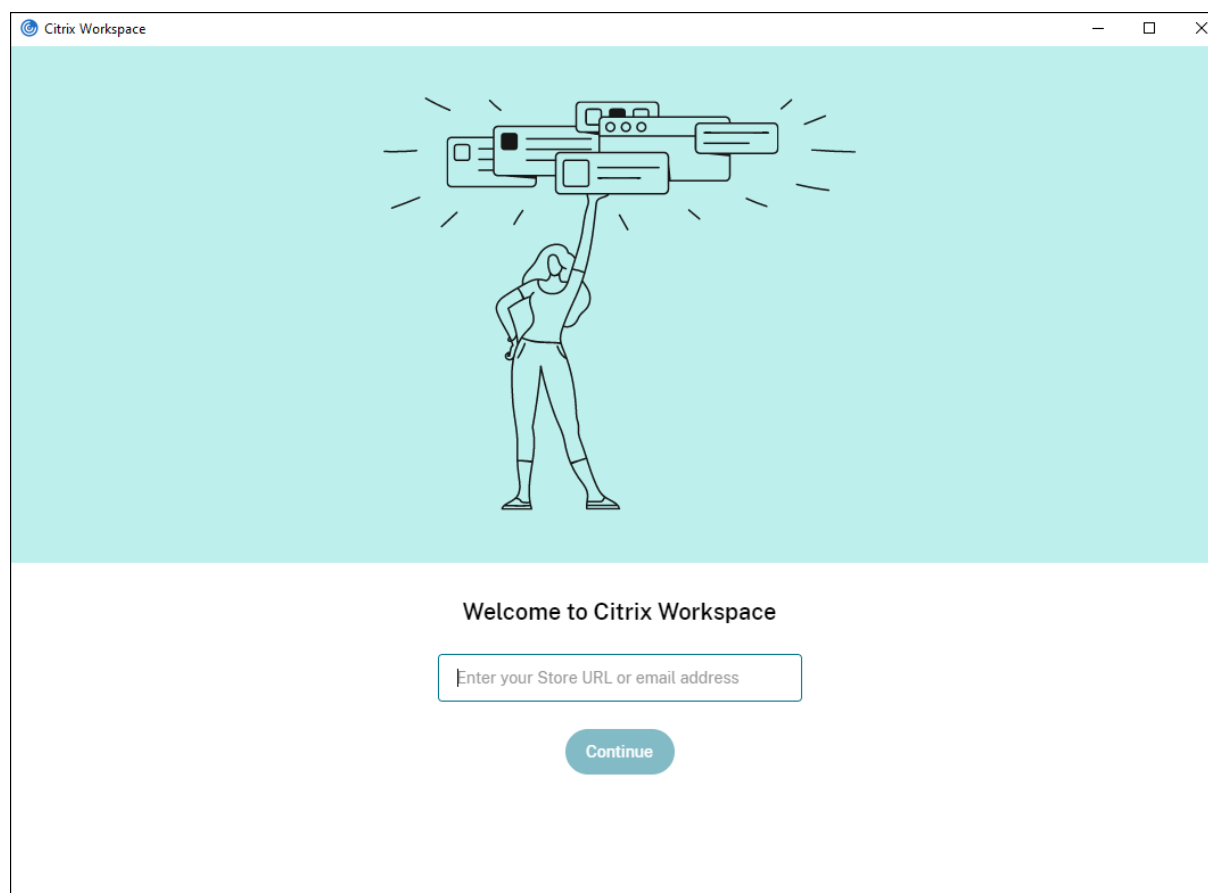 Citrix Workspace
Welcome to Citrix Workspace
Enter your Store URL or email address
Continue